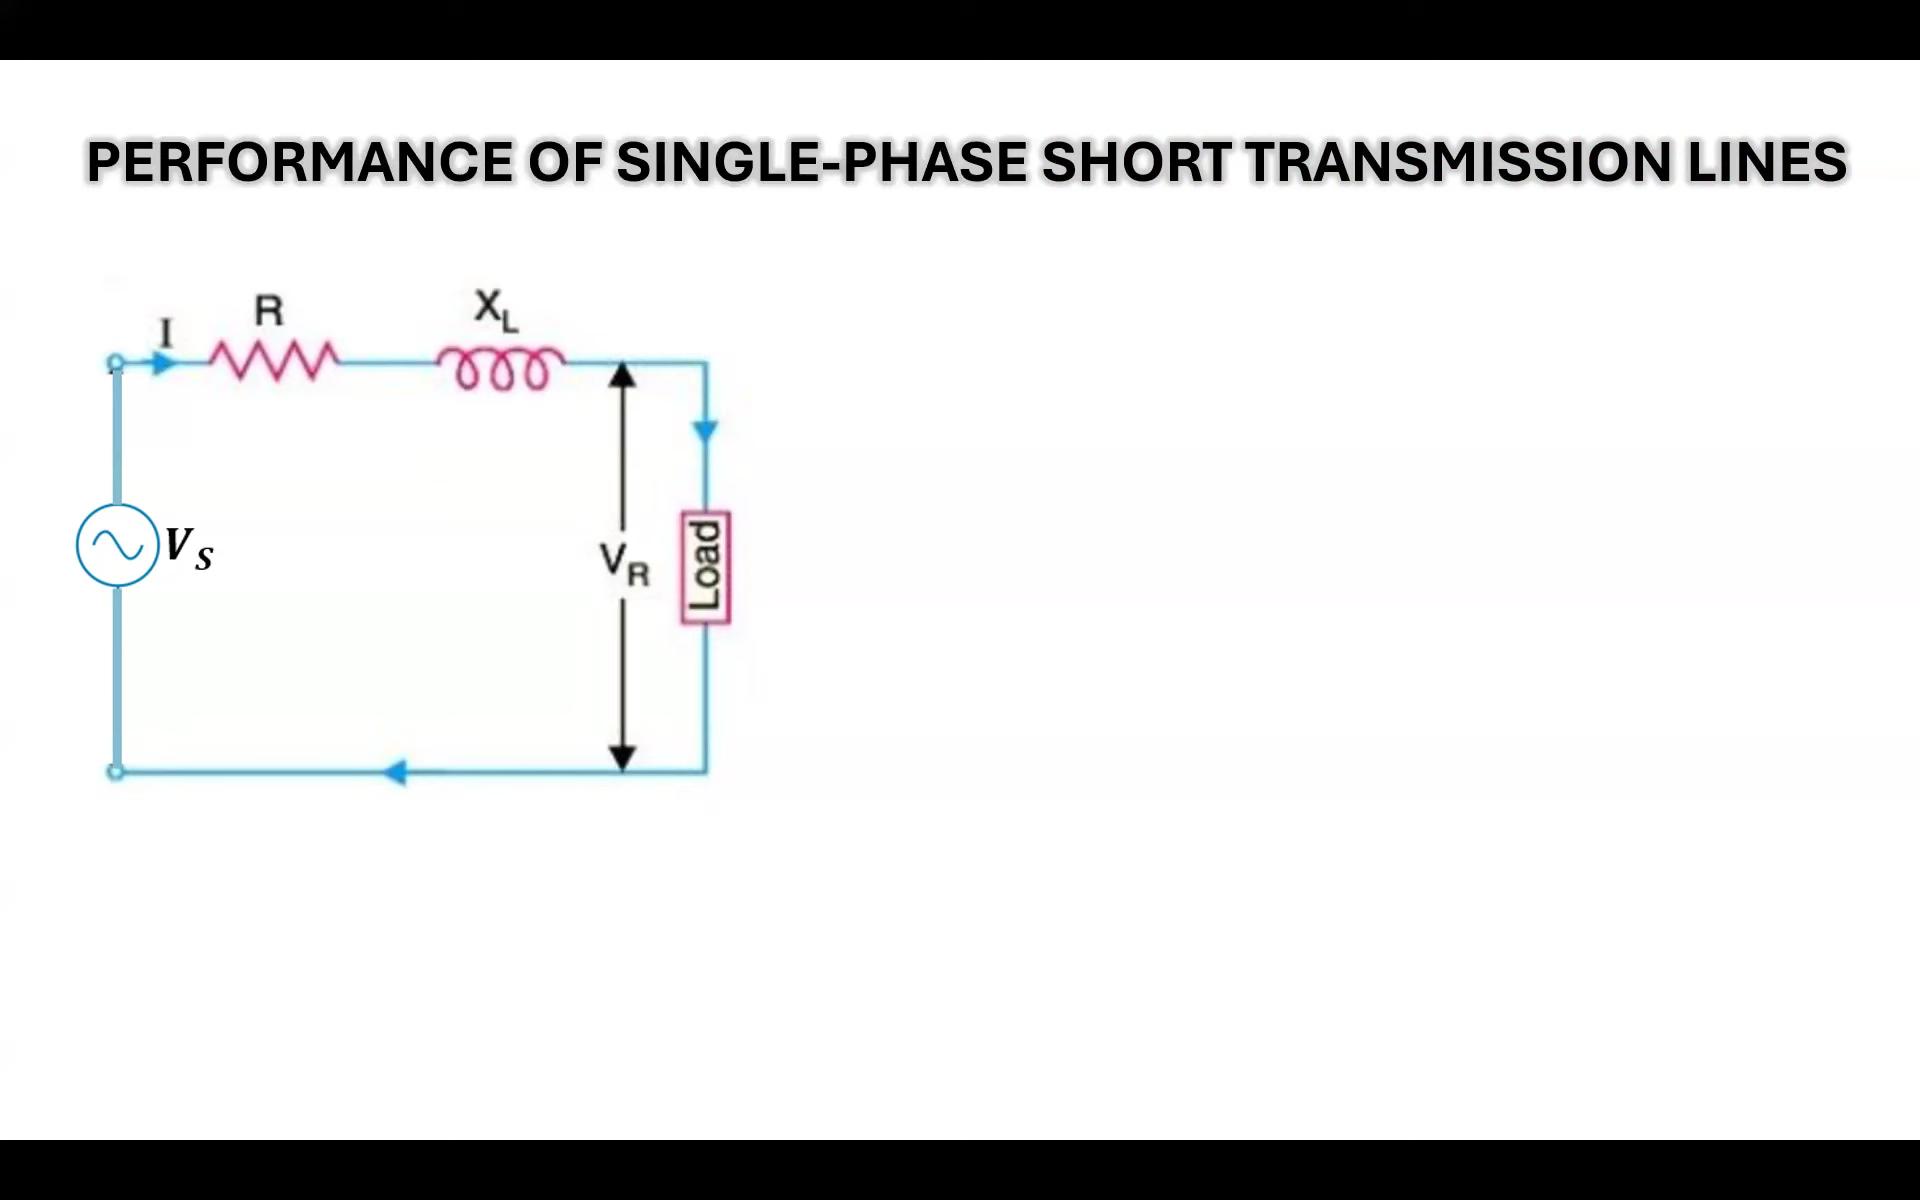 PERFORMANCE OF SINGLE-PHASE SHORT TRANSMISSION LINES
I
R
XL
VS
VR
Load